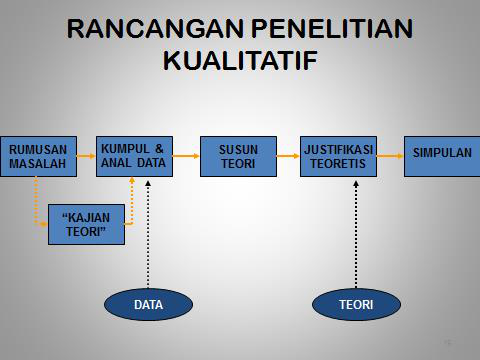 RANCANGAN PENELITIAN
KUALITATIF
RUMUSAN
MASALAH
KUMPUL &
ANAL DATA
SUSUN
TEORI
JUSTIFIKASI
TEORETIS
SIMPULAN
“KAJIAN
TEORI”
DATA
TEORI